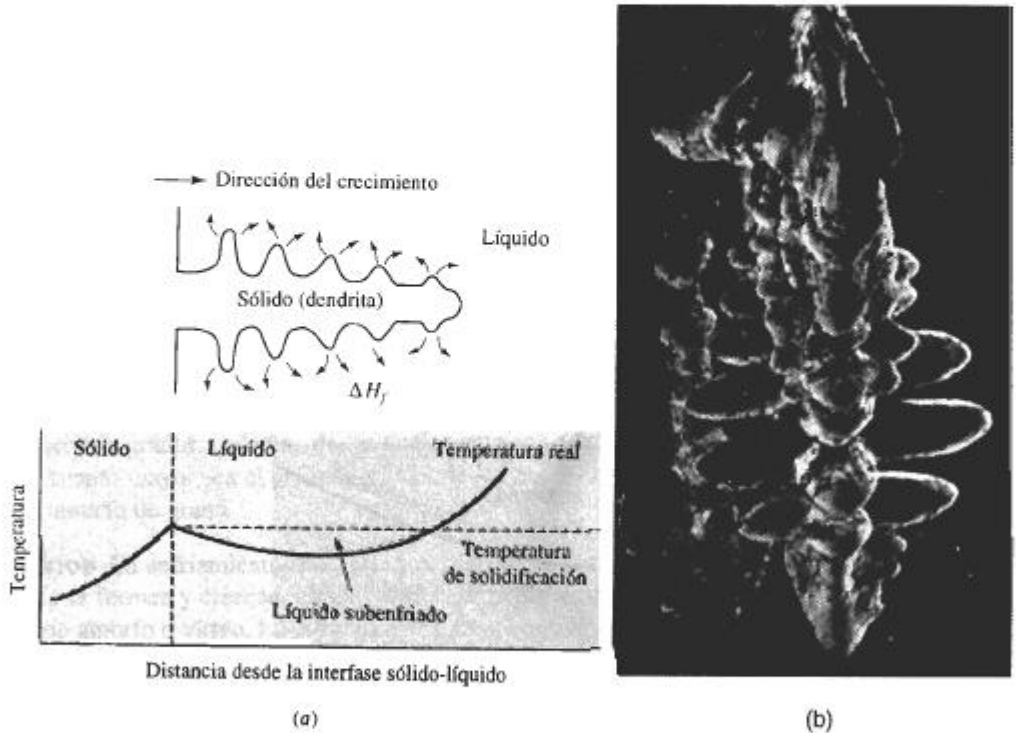 Dirección del crecimiento
Líquido
Sólido (dendrita)
ΔH_f
Sólido
Líquido
Temperatura real
Temperatura
Temperatura
de solidificación
Líquido subenfriado
Distancia desde la interfase sólido-líquido
(a)
(b)